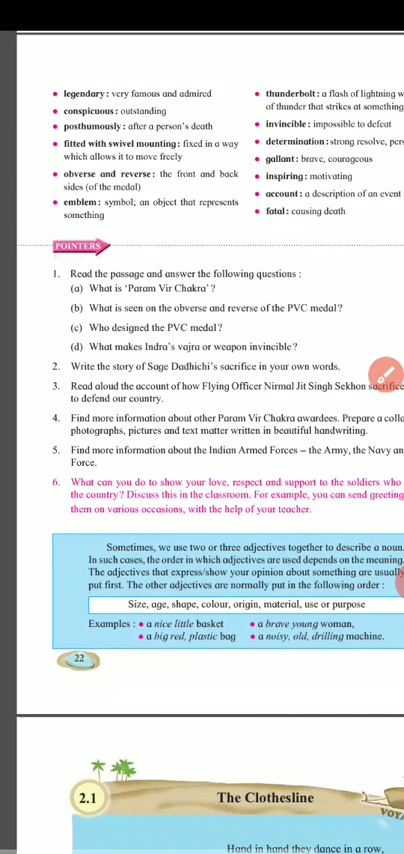 • legendary : very famous and admired
• conspicuous : outstanding
• posthumously : after a person's death
• fitted with swivel mounting : fixed in a way
which allows it to move freely
• obverse and reverse : the front and back
sides (of the medal)
• emblem : symbol; an object that represents
something
• thunderbolt : a flash of lightning
of thunder that strikes at something
• invincible : impossible to defeat
• determination : strong resolve,
• gallant : brave, courageous
• inspiring : motivating
• account : a description of an event
• fatal : causing death
POINTERS
1. Read the passage and answer the following questions :
(a) What is 'Param Vir Chakra' ?
(b) What is seen on the obverse and reverse of the PVC medal ?
(c) Who designed the PVC medal ?
(d) What makes Indra's vajra or weapon invincible ?
2. Write the story of Sage Dadhichi's sacrifice in your own words.
3. Read aloud the account of how Flying Officer Nirmal Jit Singh Sekhon
to defend our country.
4. Find more information about other Param Vir Chakra awardees. Prepare a
photographs, pictures and text matter written in beautiful handwriting.
5. Find more information about the Indian Armed Forces – the Army, the Navy
Force.
6. What can you do to show your love, respect and support to the soldiers who
the country ? Discuss this in the classroom. For example, you can send
them on various occasions, with the help of your teacher.
Sometimes, we use two or three adjectives together to describe a noun.
In such cases, the order in which adjectives are used depends on the meaning.
The adjectives that express/show your opinion about something are usually
put first. The other adjectives are normally put in the following order :
Size, age, shape, colour, origin, material, use or purpose
Examples : • a nice little basket • a brave young woman,
• a big red, plastic bag • a noisy, old, drilling machine.
22
2.1 The Clothesline
Hand in hand they dance in a row,